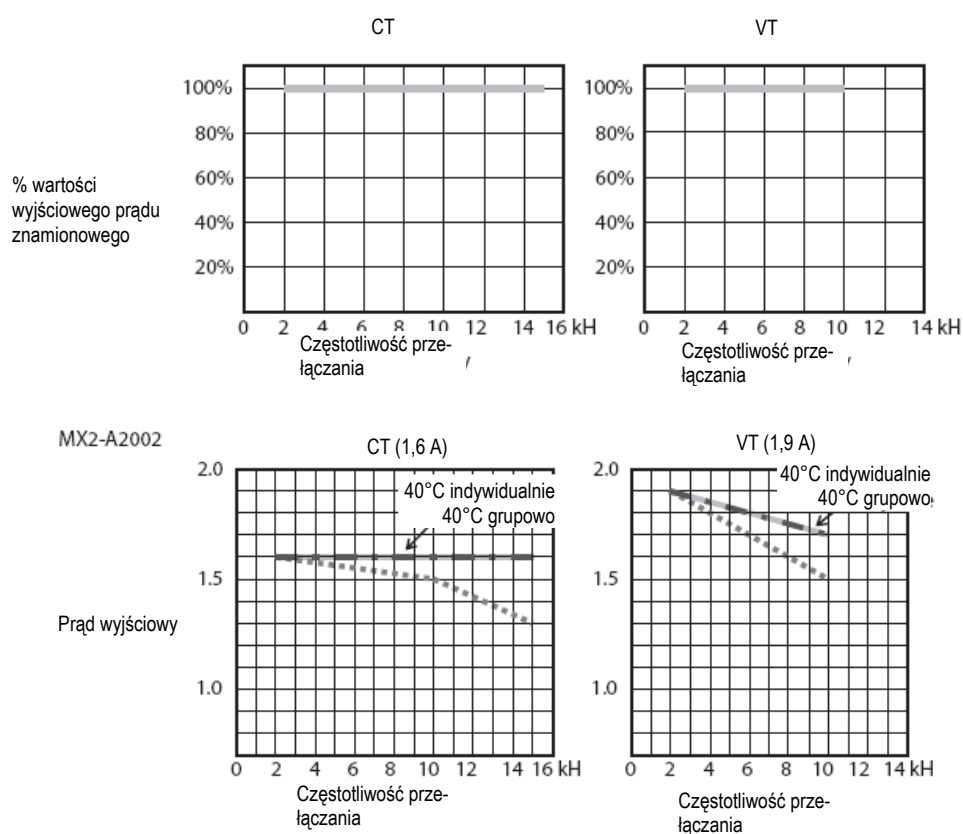 CT
VT
100%
80%
60%
40%
20%
100%
80%
60%
40%
20%
% wartości
wyjściowego prądu
znamionowego
0 2 4 6 8 10 12 14 16 kH
0 2 4 6 8 10 12 14 kH
Częstotliwość prze-
łączania
Częstotliwość prze-
łączania
MX2-A2002
CT (1,6 A)
VT (1,9 A)
2.0
1.5
1.0
40°C indywidualnie
40°C grupowo
2.0
1.5
1.0
40°C indywidualnie
40°C grupowo
Prąd wyjściowy
0 2 4 6 8 10 12 14 16 kH
0 2 4 6 8 10 12 14 kH
Częstotliwość prze-
łączania
Częstotliwość prze-
łączania